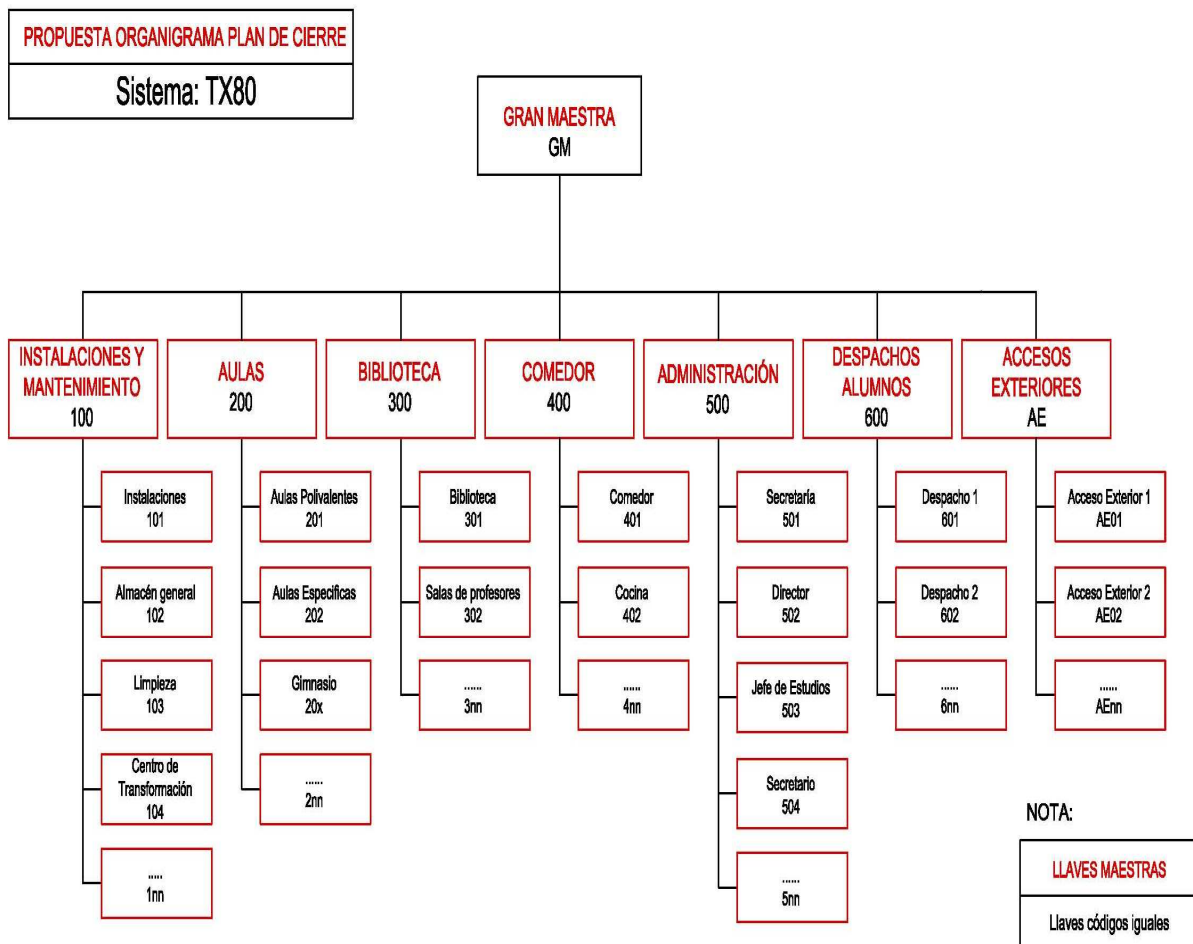 PROPUESTA ORGANIGRAMA PLAN DE CIERRE
Sistema: TX80
GRAN MAESTRA
GM
INSTALACIONES Y
MANTENIMIENTO
100
AULAS
200
BIBLIOTECA
300
COMEDOR
400
ADMINISTRACIÓN
500
DESPACHOS
ALUMNOS
600
ACCESOS
EXTERIORES
AE
Instalaciones
101
Almacén general
102
Limpieza
103
Centro de
Transformación
104
.....
1nn
Aulas Polivalentes
201
Aulas Especificas
202
Gimnasio
20x
......
2nn
Biblioteca
301
Salas de profesores
302
......
3nn
Comedor
401
Cocina
402
......
4nn
Secretaría
501
Director
502
Jefe de Estudios
503
Secretario
504
......
5nn
Despacho 1
601
Despacho 2
602
......
6nn
Acceso Exterior 1
AE01
Acceso Exterior 2
AE02
......
AEnn
NOTA:
LLAVES MAESTRAS
Llaves códigos iguales